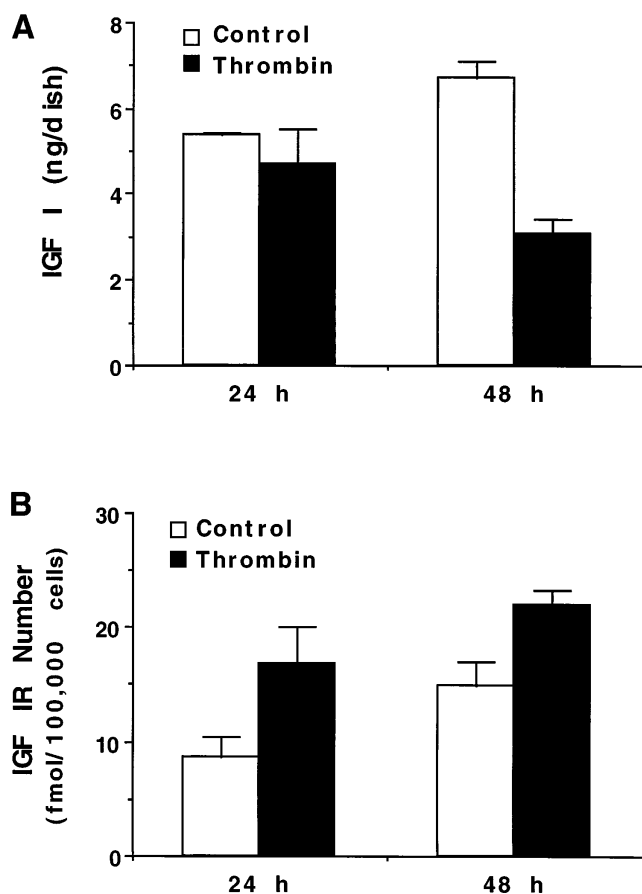 A
Control
Thrombin
IGF I (ng/dish)
8
6
4
2
0
24 h 48 h
B
Control
Thrombin
IGF IR Number
(fmol/100,000 cells)
30
20
10
0
24 h 48 h